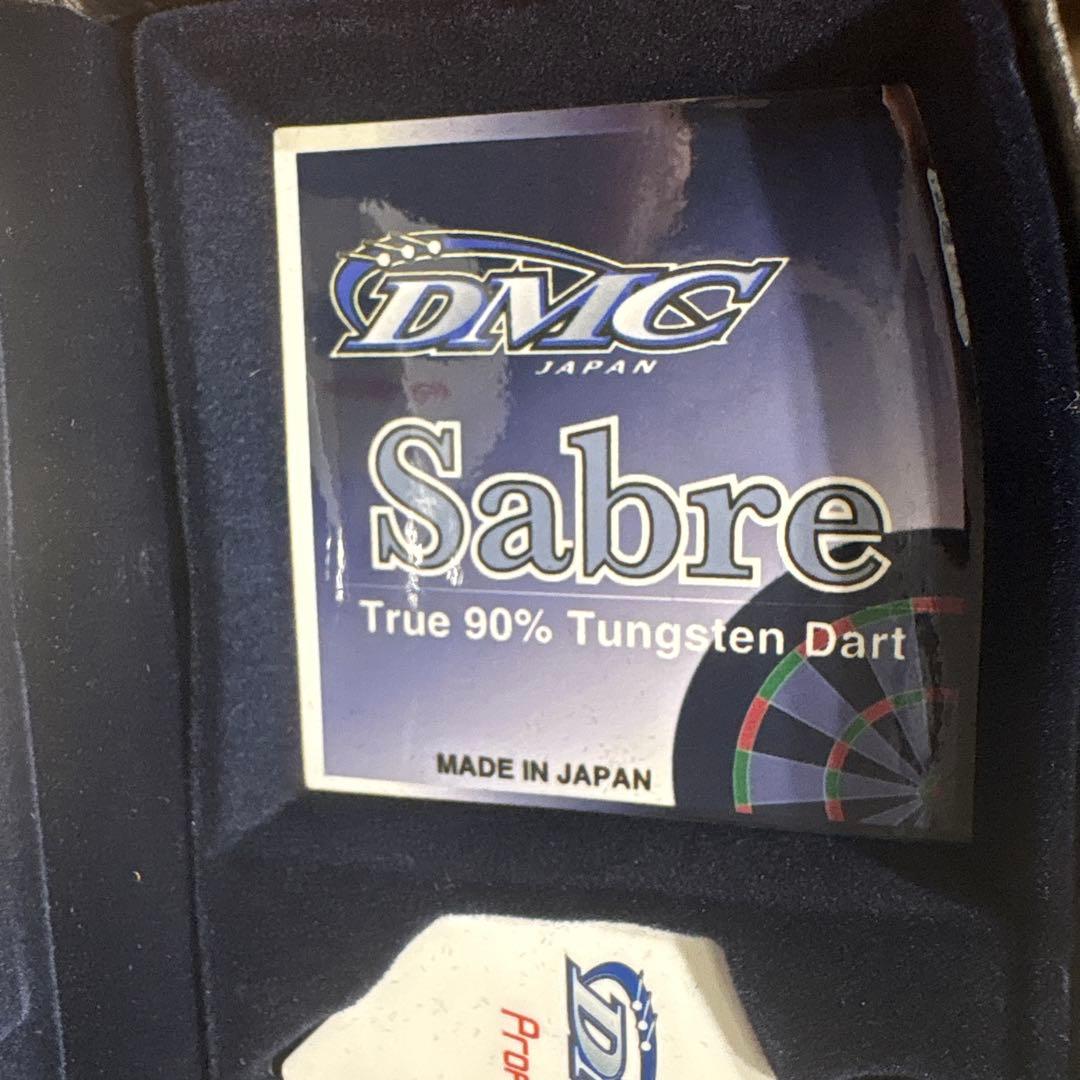 DMC
JAPAN
Sabre
True 90% Tungsten Dart
MADE IN JAPAN